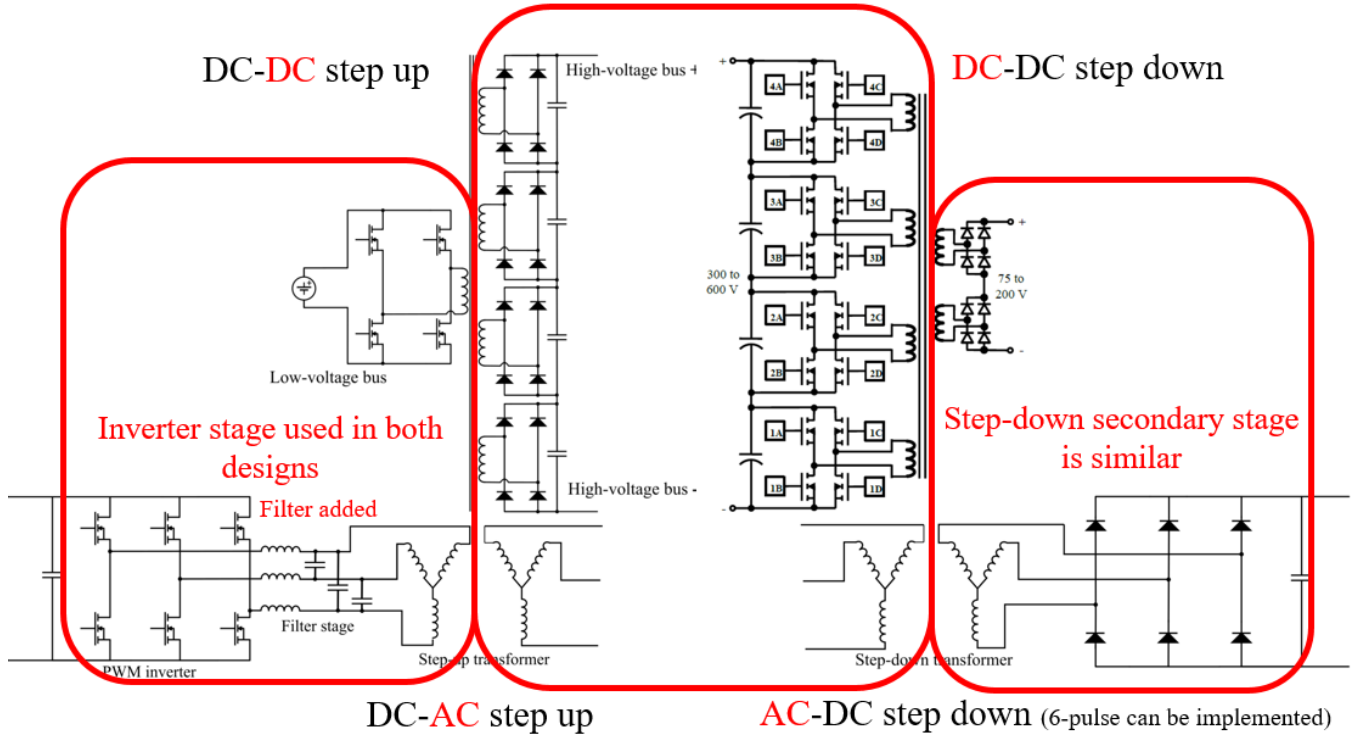 DC-DC step up
High-voltage bus +
DC-DC step down
+
4A
4C
4B
4D
3A
3C
3B
3D
300 to
600 V
+
75 to
200 V
-
2A
2C
2B
2D
Low-voltage bus
1A
1C
1B
1D
-
High-voltage bus -
Inverter stage used in both
designs
Step-down secondary stage
is similar
Filter added
Filter stage
PWM inverter
Step-up transformer
Step-down transformer
DC-AC step up
AC-DC step down (6-pulse can be implemented)